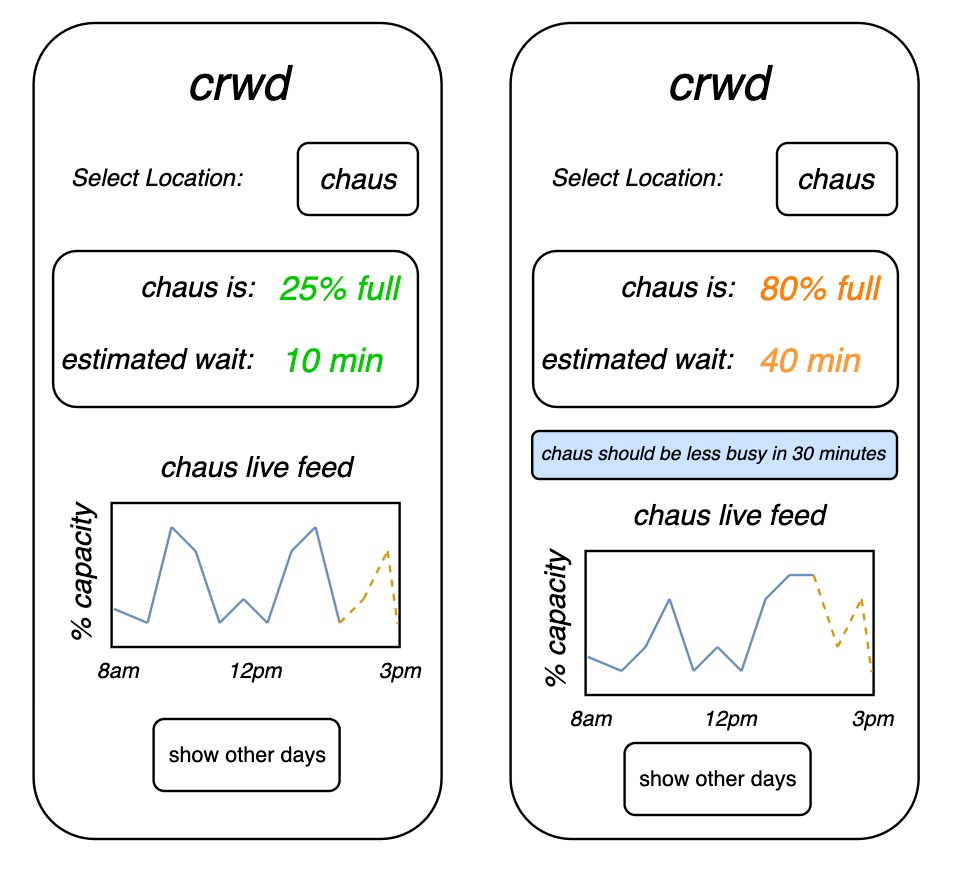 crwd
Select Location:
chaus
chaus is: 25% full
estimated wait: 10 min
chaus live feed
% capacity
8am 12pm 3pm
show other days
crwd
Select Location:
chaus
chaus is: 80% full
estimated wait: 40 min
chaus should be less busy in 30 minutes
chaus live feed
% capacity
8am 12pm 3pm
show other days